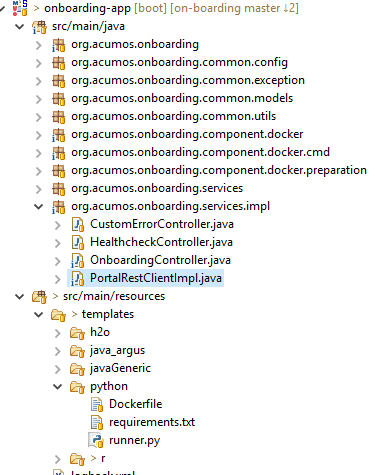 > onboarding-app [boot] [on-boarding master ↓2]
src/main/java
org.acumos.onboarding
org.acumos.onboarding.common.config
org.acumos.onboarding.common.exception
org.acumos.onboarding.common.models
org.acumos.onboarding.common.utils
org.acumos.onboarding.component.docker
org.acumos.onboarding.component.docker.cmd
org.acumos.onboarding.component.docker.preparation
org.acumos.onboarding.services
org.acumos.onboarding.services.impl
CustomErrorController.java
HealthcheckController.java
OnboardingController.java
PortalRestClientImpl.java
> src/main/resources
> templates
h2o
java_argus
javaGeneric
python
Dockerfile
requirements.txt
runner.py
> r